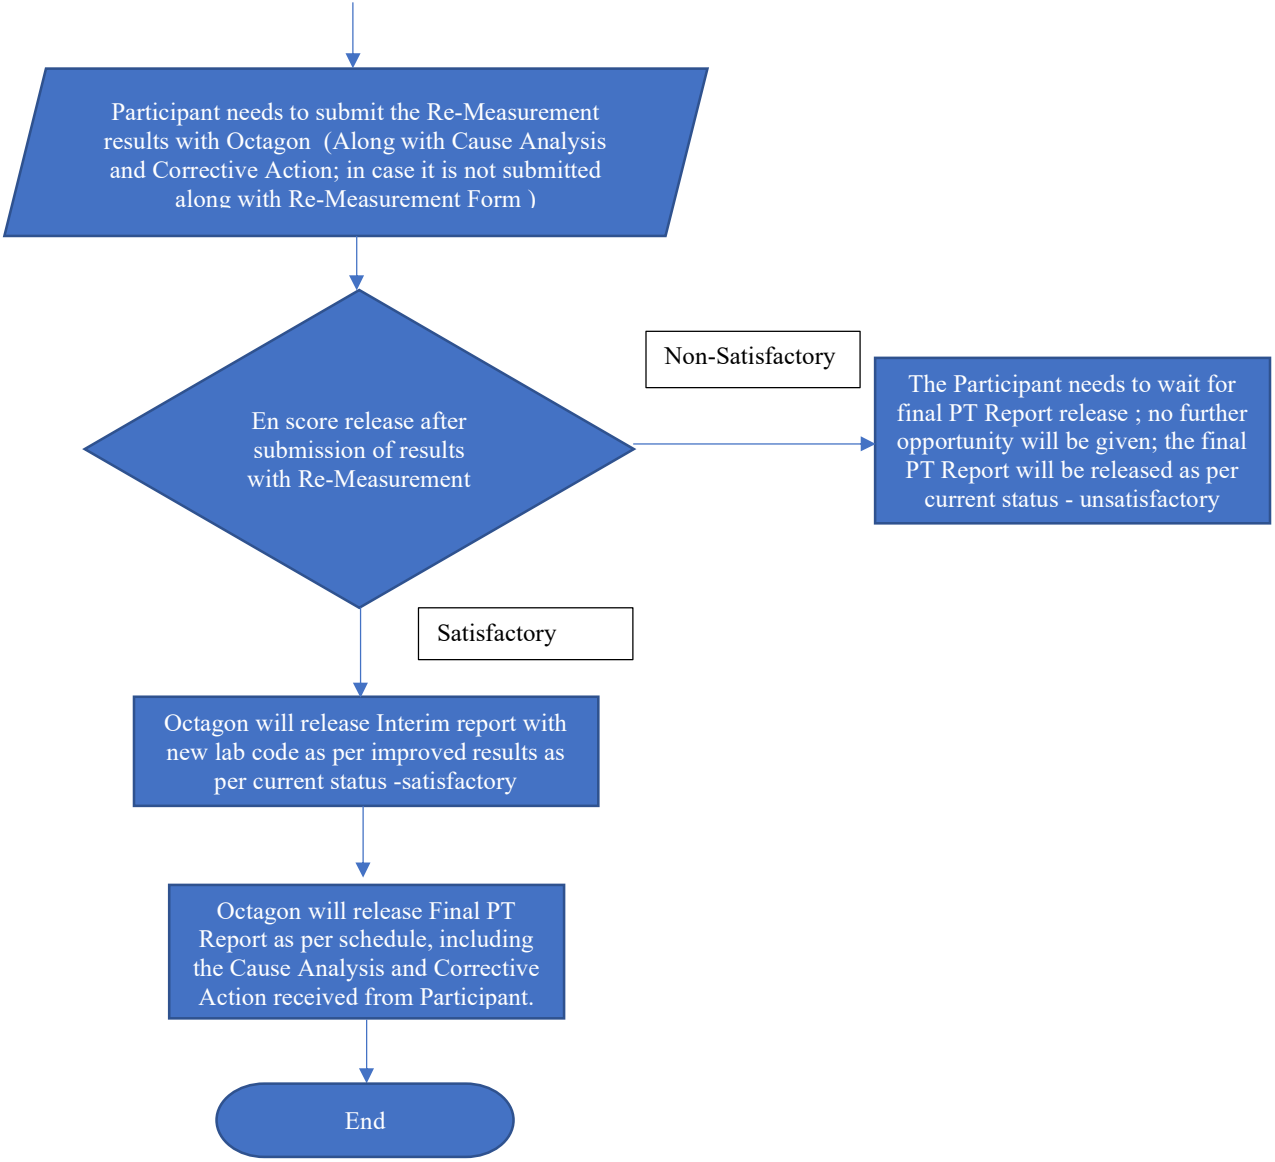 Participant needs to submit the Re-Measurement
results with Octagon  (Along with Cause Analysis
and Corrective Action; in case it is not submitted
along with Re-Measurement Form )
En score release after
submission of results
with Re-Measurement
Non-Satisfactory
The Participant needs to wait for
final PT Report release ; no further
opportunity will be given; the final
PT Report will be released as per
current status - unsatisfactory
Satisfactory
Octagon will release Interim report with
new lab code as per improved results as
per current status -satisfactory
Octagon will release Final PT
Report as per schedule, including
the Cause Analysis and Corrective
Action received from Participant.
End